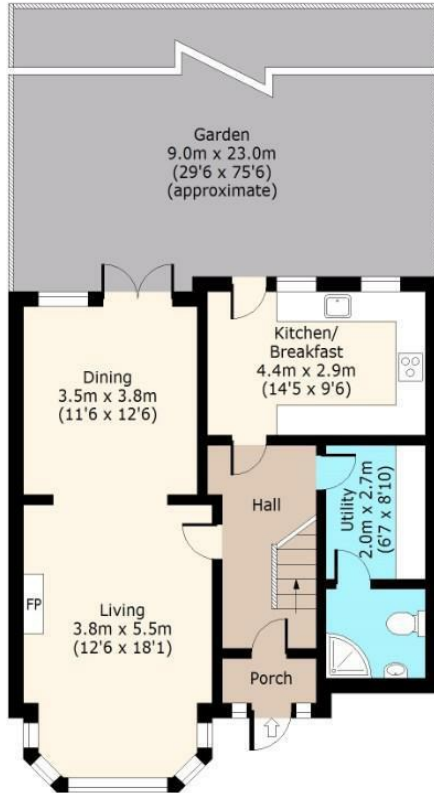 Garden
9.0m x 23.0m
(29'6 x 75'6)
(approximate)
Kitchen/
Breakfast
4.4m x 2.9m
(14'5 x 9'6)
Dining
3.5m x 3.8m
(11'6 x 12'6)
Hall
Utility
2.0m x 2.7m
(6'7 x 8'10)
FP
Living
3.8m x 5.5m
(12'6 x 18'1)
Porch